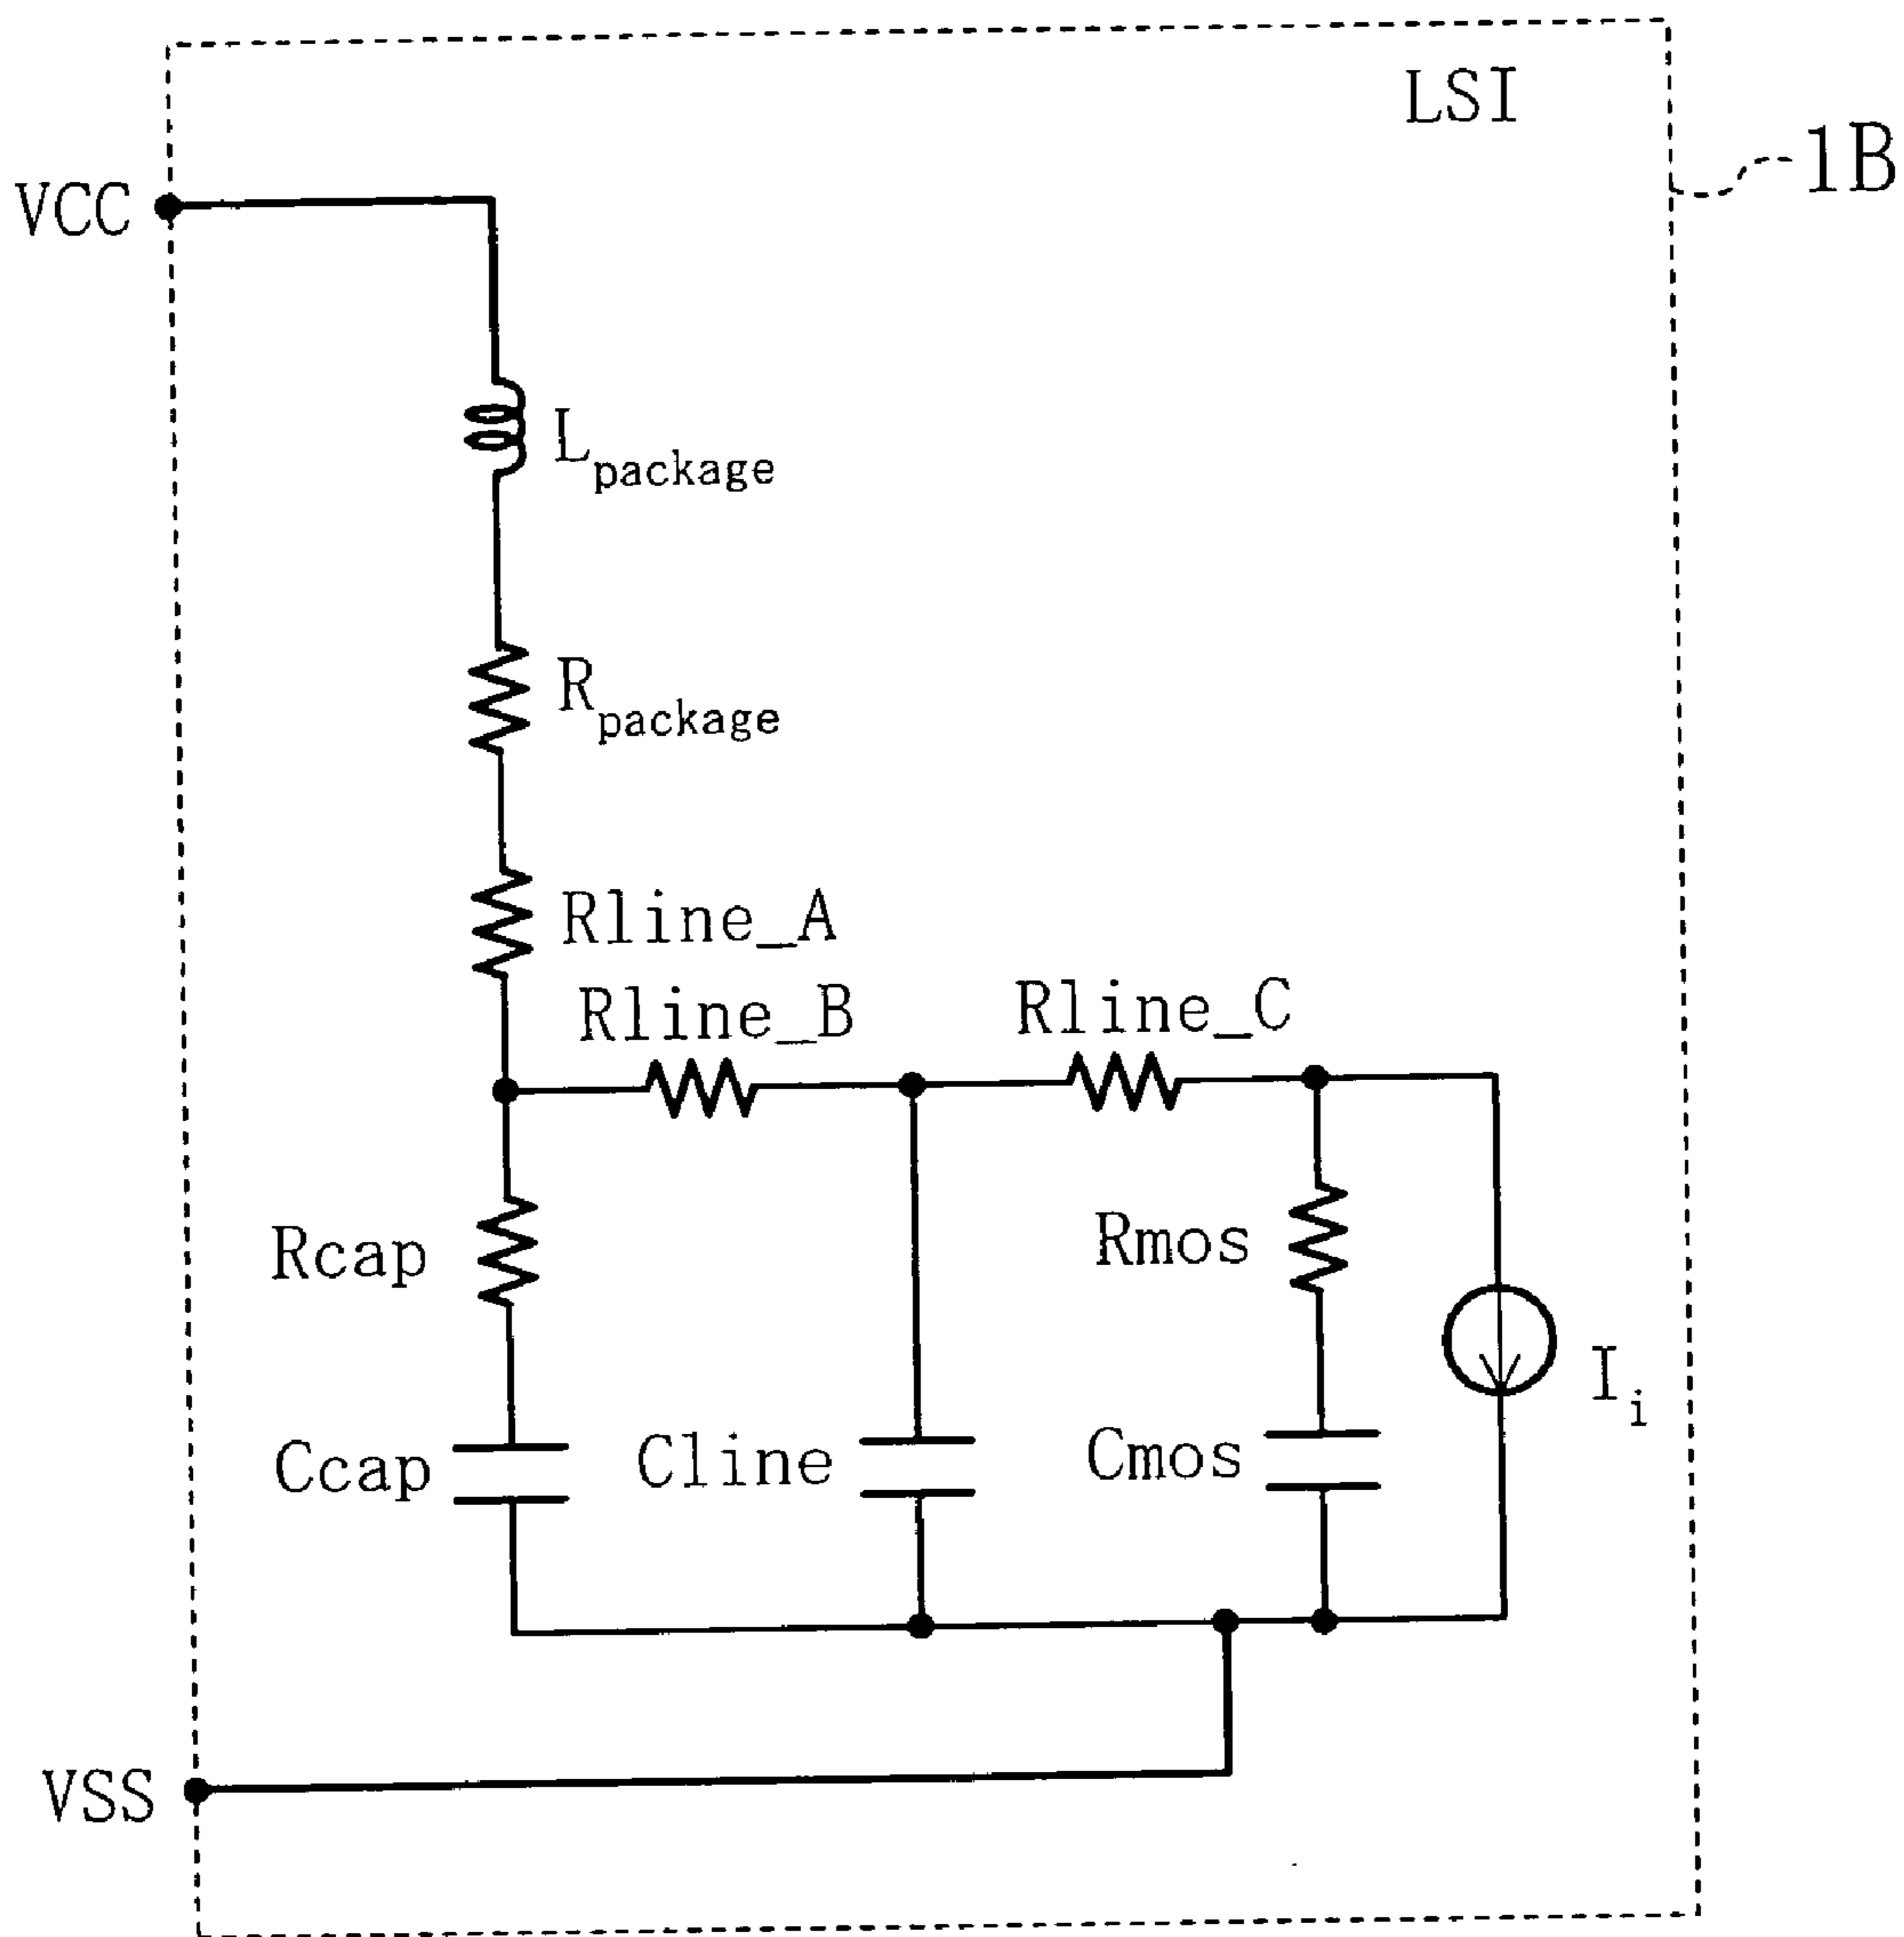 LSI
1B
VCC
Lpackage
Rpackage
Rline_A
Rline_B
Rline_C
Rcap
Rmos
Ii
Ccap
Cline
Cmos
VSS